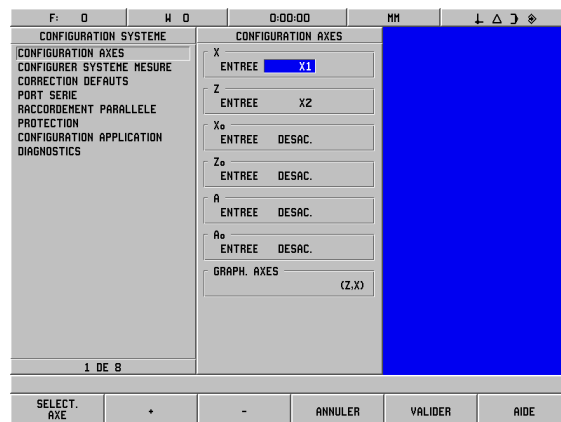 F: 0 W 0 0:00:00 MM
CONFIGURATION SYSTEME
CONFIGURATION AXES
CONFIGURER SYSTEME MESURE
CORRECTION DEFAUTS
PORT SERIE
RACCORDEMENT PARALLELE
PROTECTION
CONFIGURATION APPLICATION
DIAGNOSTICS
1 DE 8
CONFIGURATION AXES
X
ENTREE X1
Z
ENTREE X2
Xo
ENTREE DESAC.
Zo
ENTREE DESAC.
A
ENTREE DESAC.
Ao
ENTREE DESAC.
GRAPH. AXES
(Z,X)
SELECT. AXE
+
-
ANNULER
VALIDER
AIDE